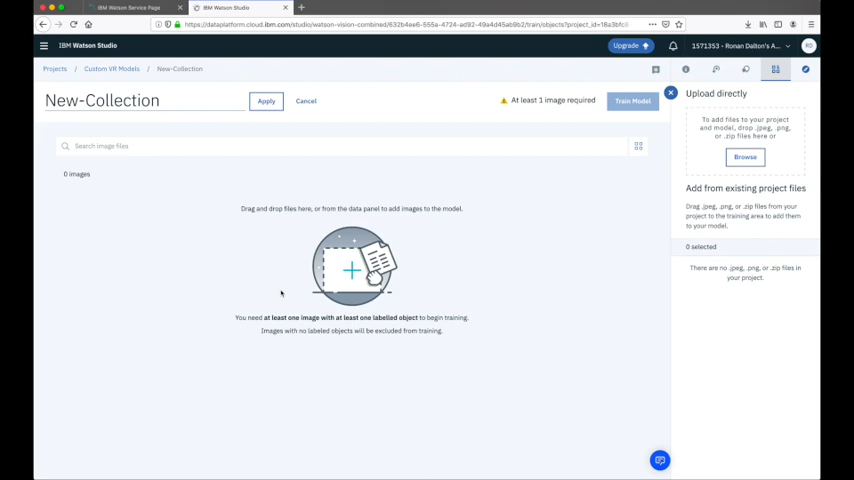 IBM Watson Service Page
IBM Watson Studio
https://dataplatform.cloud.ibm.com/studio/watson-vision-combined/632b4ee6-555a-4724-ad92-49a4d45ab9b2/train/objects?project_id=18a3bfcf
IBM Watson Studio
Upgrade
1571353 - Ronan Dalton's A...
RD
Projects / Custom VR Models / New-Collection
New-Collection
Apply
Cancel
At least 1 image required
Train Model
Search image files
0 images
Drag and drop files here, or from the data panel to add images to the model.
You need at least one image with at least one labelled object to begin training.
Images with no labeled objects will be excluded from training.
Upload directly
To add files to your project
and model, drop .jpeg, .png,
or .zip files here or
Browse
Add from existing project files
Drag .jpeg, .png, or .zip files from your
project to the training area to add them
to your model.
0 selected
There are no .jpeg, .png, or .zip files in
your project.